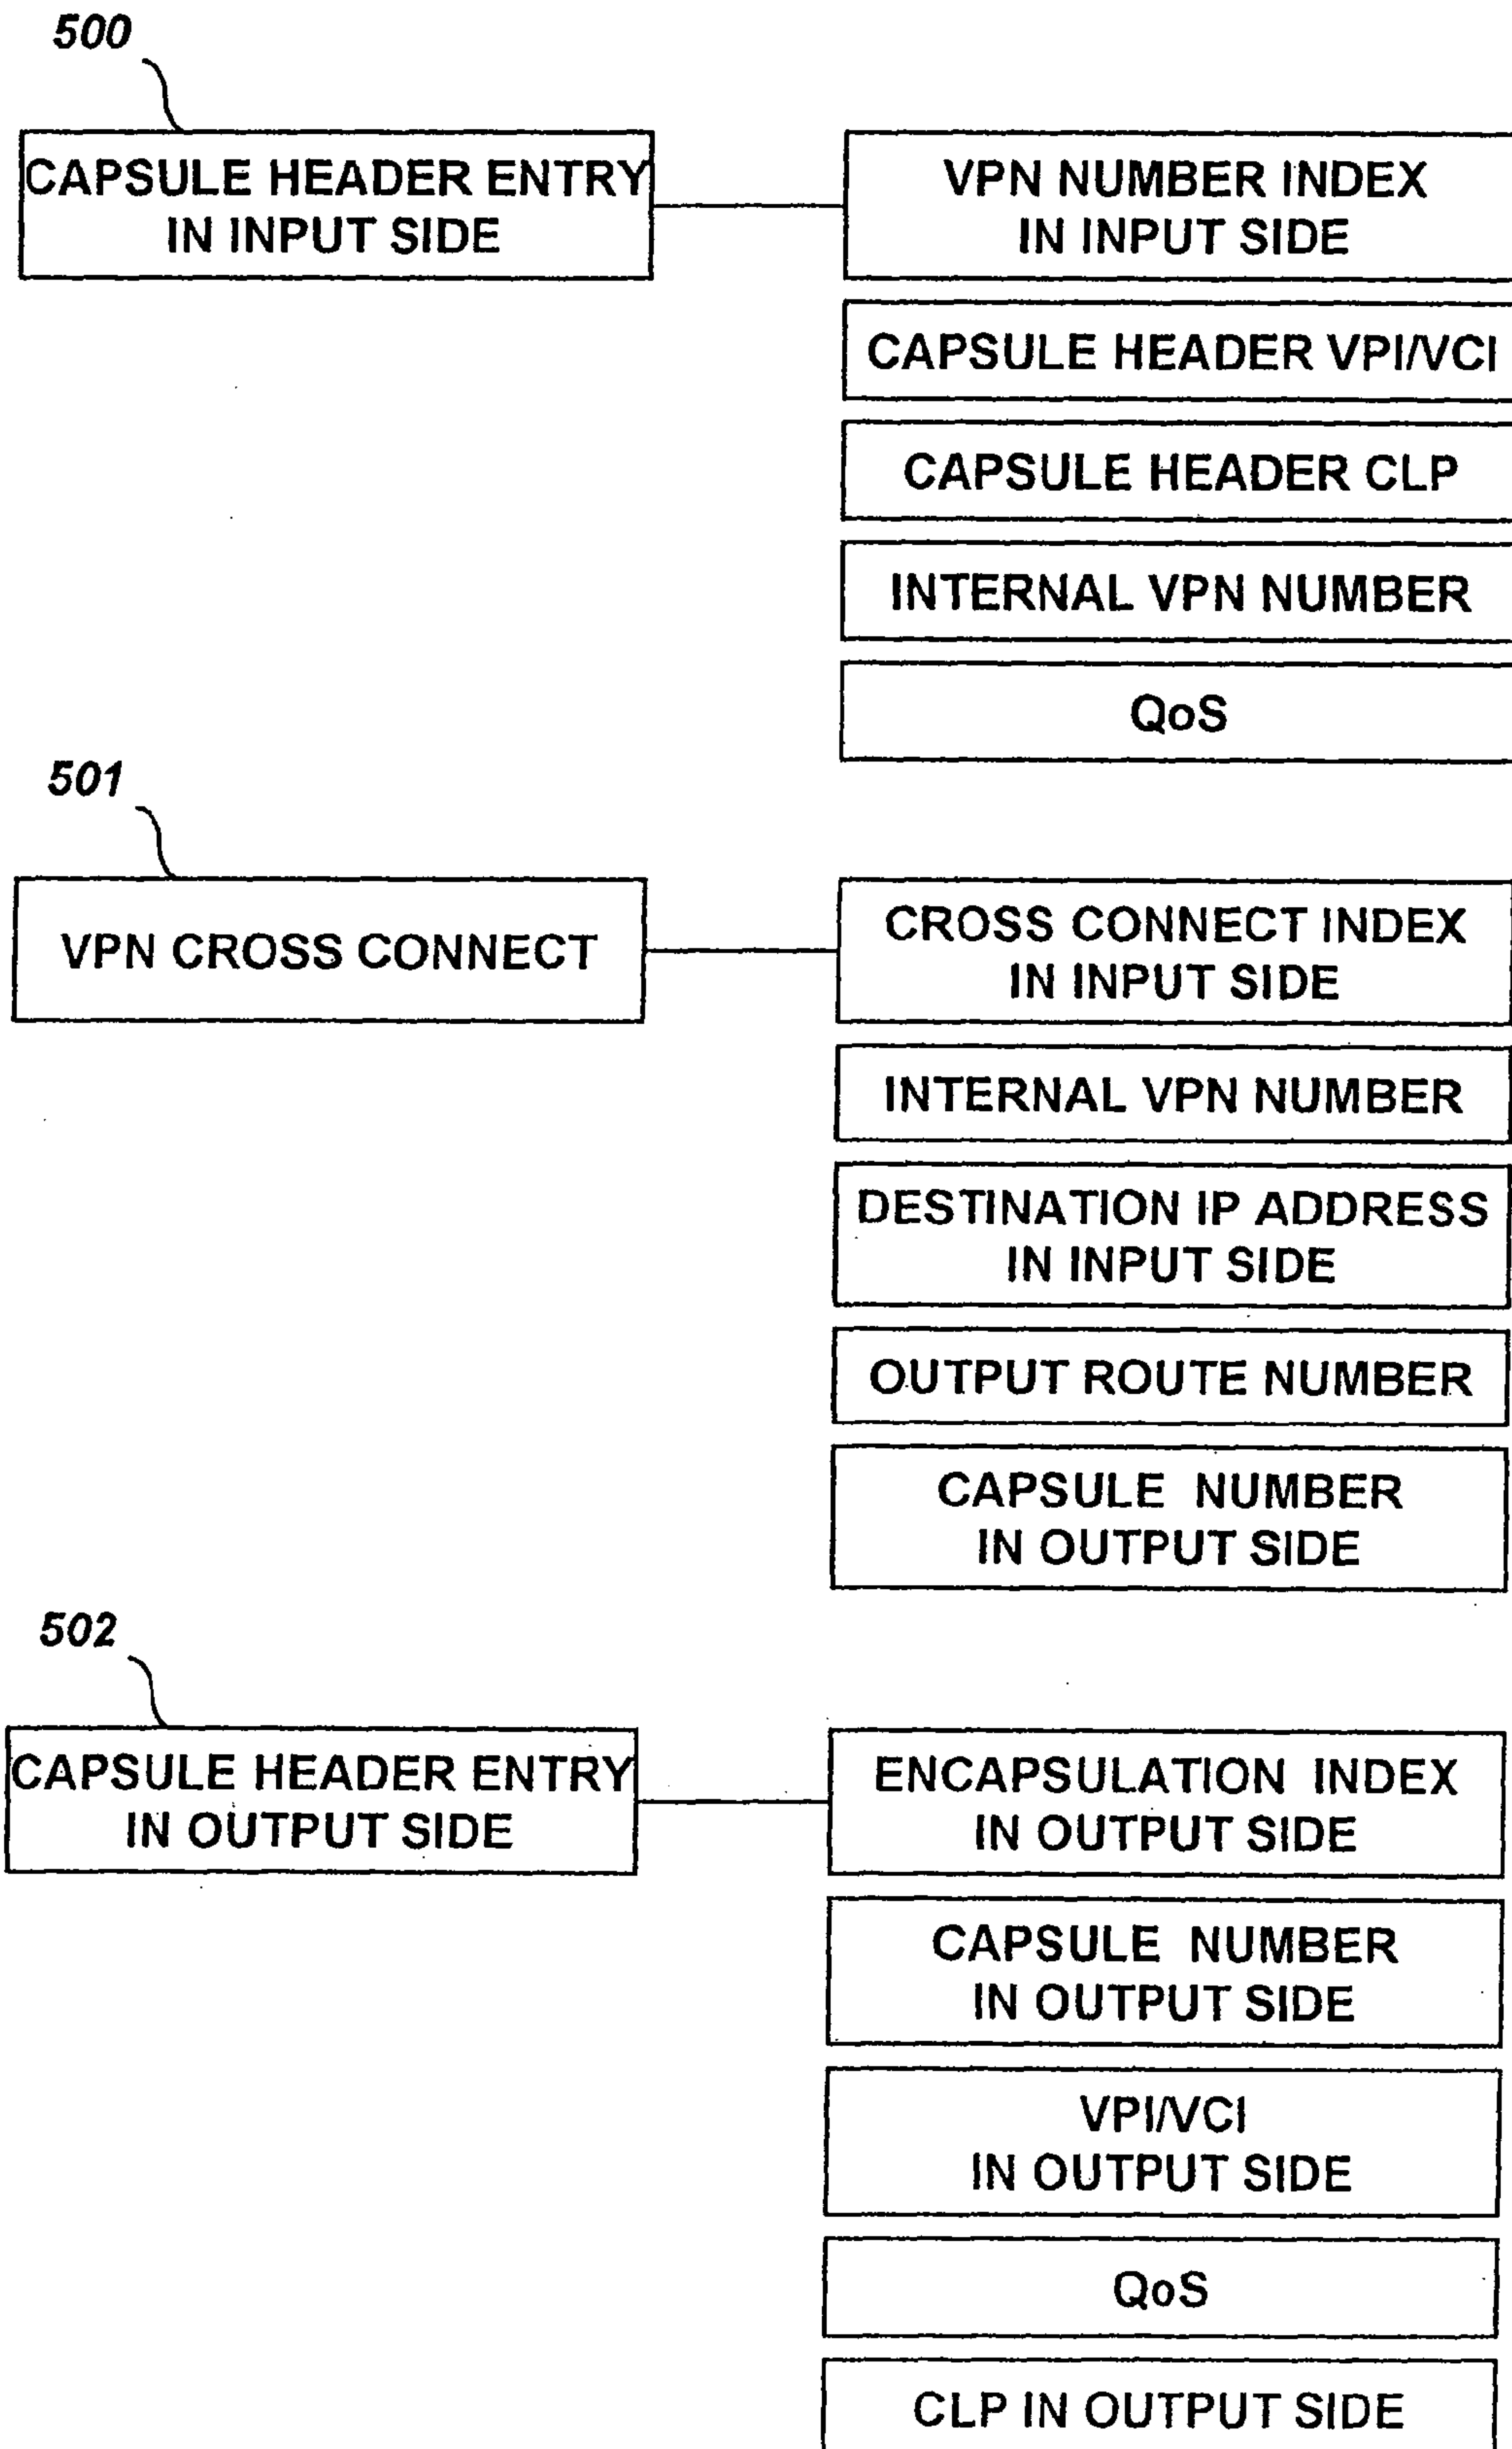 500
CAPSULE HEADER ENTRY
IN INPUT SIDE
VPN NUMBER INDEX
IN INPUT SIDE
CAPSULE HEADER VPI/VCI
CAPSULE HEADER CLP
INTERNAL VPN NUMBER
QoS
501
VPN CROSS CONNECT
CROSS CONNECT INDEX
IN INPUT SIDE
INTERNAL VPN NUMBER
DESTINATION IP ADDRESS
IN INPUT SIDE
OUTPUT ROUTE NUMBER
CAPSULE NUMBER
IN OUTPUT SIDE
502
CAPSULE HEADER ENTRY
IN OUTPUT SIDE
ENCAPSULATION INDEX
IN OUTPUT SIDE
CAPSULE NUMBER
IN OUTPUT SIDE
VPI/VCI
IN OUTPUT SIDE
QoS
CLP IN OUTPUT SIDE